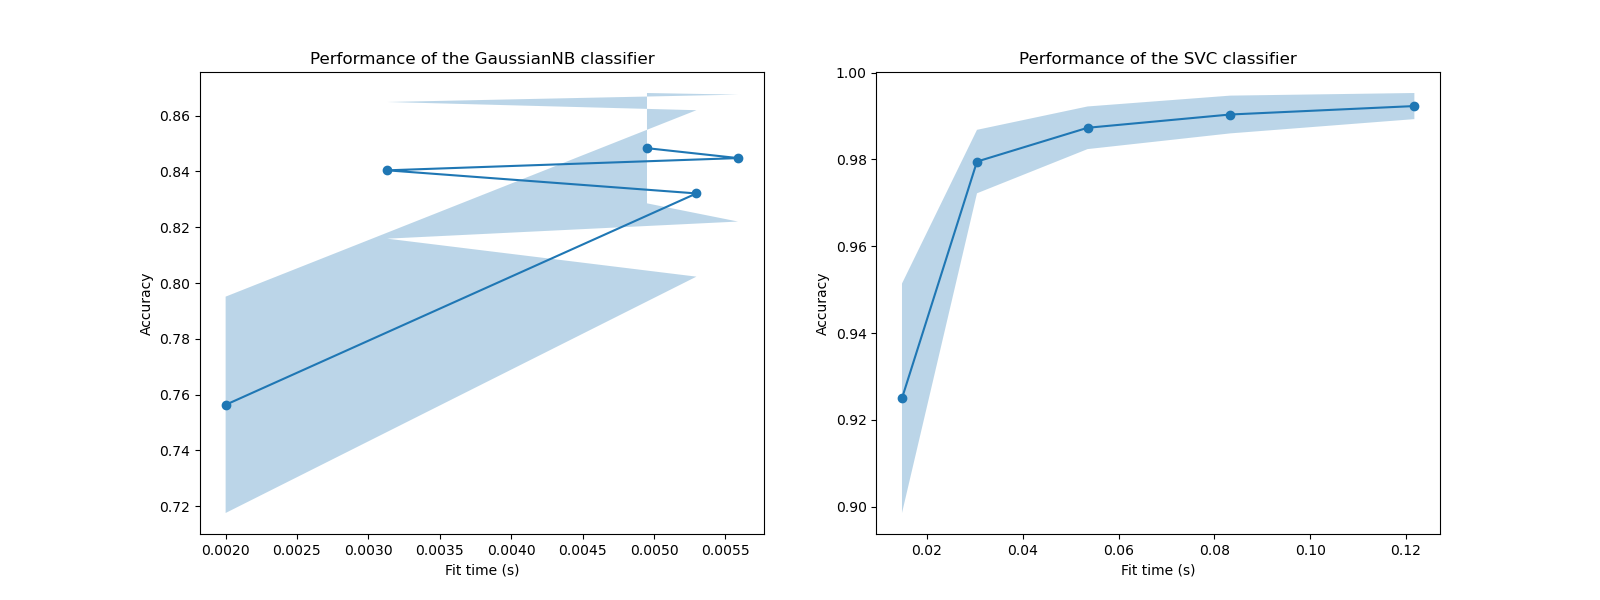 Performance of the GaussianNB classifier
Accuracy
0.86
0.84
0.82
0.80
0.78
0.76
0.74
0.72
0.0020 0.0025 0.0030 0.0035 0.0040 0.0045 0.0050 0.0055
Fit time (s)
Performance of the SVC classifier
Accuracy
1.00
0.98
0.96
0.94
0.92
0.90
0.02 0.04 0.06 0.08 0.10 0.12
Fit time (s)